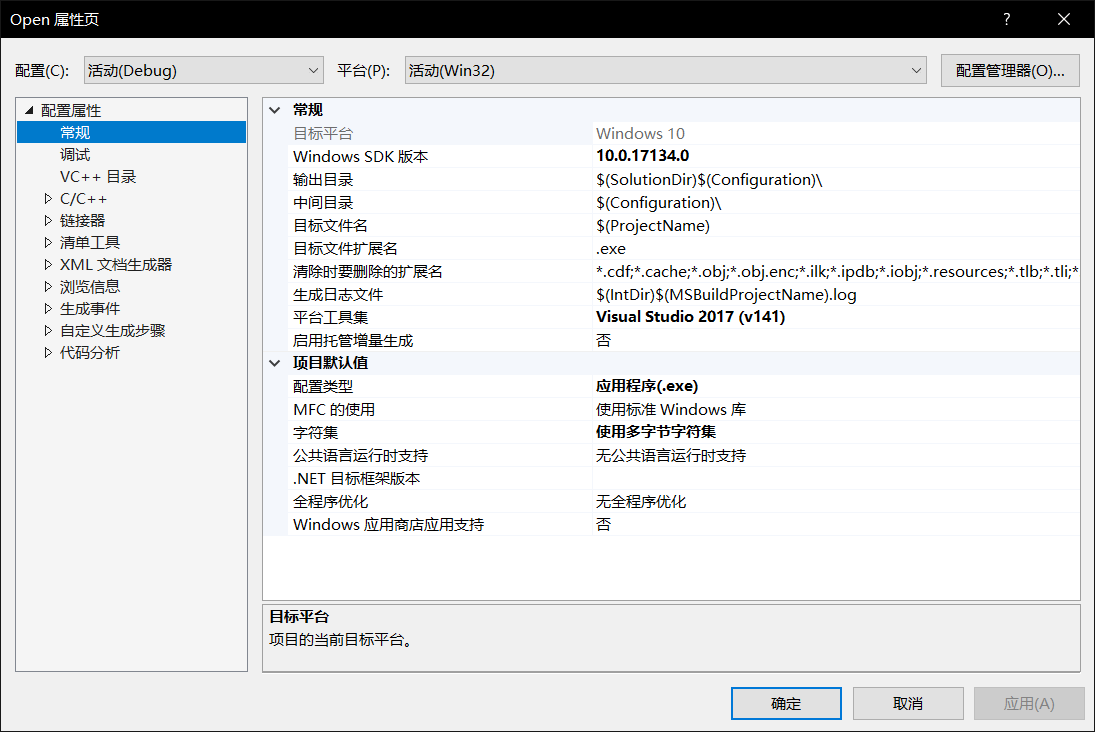 Open 属性页
配置(C): 活动(Debug) 平台(P): 活动(Win32) 配置管理器(O)...
配置属性
常规
调试
VC++ 目录
C/C++
链接器
清单工具
XML 文档生成器
浏览信息
生成事件
自定义生成步骤
代码分析
常规
目标平台 Windows 10
Windows SDK 版本 10.0.17134.0
输出目录 $(SolutionDir)$(Configuration)\
中间目录 $(Configuration)\
目标文件名 $(ProjectName)
目标文件扩展名 .exe
清除时要删除的扩展名 *.cdf;*.cache;*.obj;*.obj.enc;*.ilk;*.ipdb;*.iobj;*.resources;*.tlb;*.tli;*
生成日志文件 $(IntDir)$(MSBuildProjectName).log
平台工具集 Visual Studio 2017 (v141)
启用托管增量生成 否
项目默认值
配置类型 应用程序(.exe)
MFC 的使用 使用标准 Windows 库
字符集 使用多字节字符集
公共语言运行时支持 无公共语言运行时支持
.NET 目标框架版本
全程序优化 无全程序优化
Windows 应用商店应用支持 否
目标平台
项目的当前目标平台。
确定 取消 应用(A)